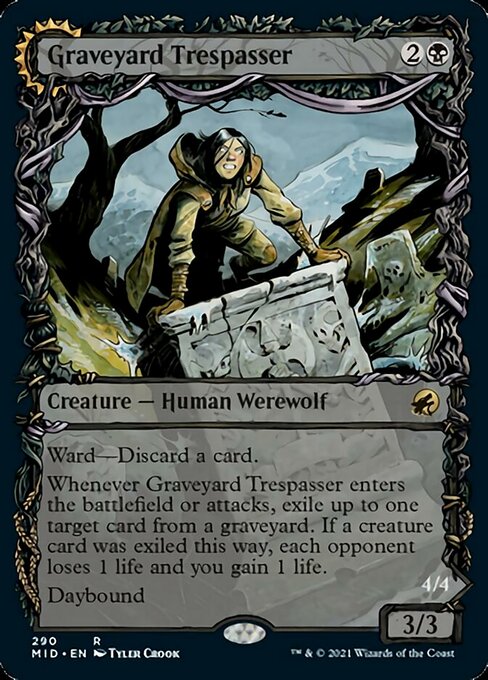 Graveyard Trespasser 2
Creature — Human Werewolf
Ward—Discard a card.
Whenever Graveyard Trespasser enters
the battlefield or attacks, exile up to one
target card from a graveyard. If a creature
card was exiled this way, each opponent
loses 1 life and you gain 1 life.
Daybound
4/4
3/3
290 R
MID • EN Tyler Crook
™ & © 2021 Wizards of the Coast